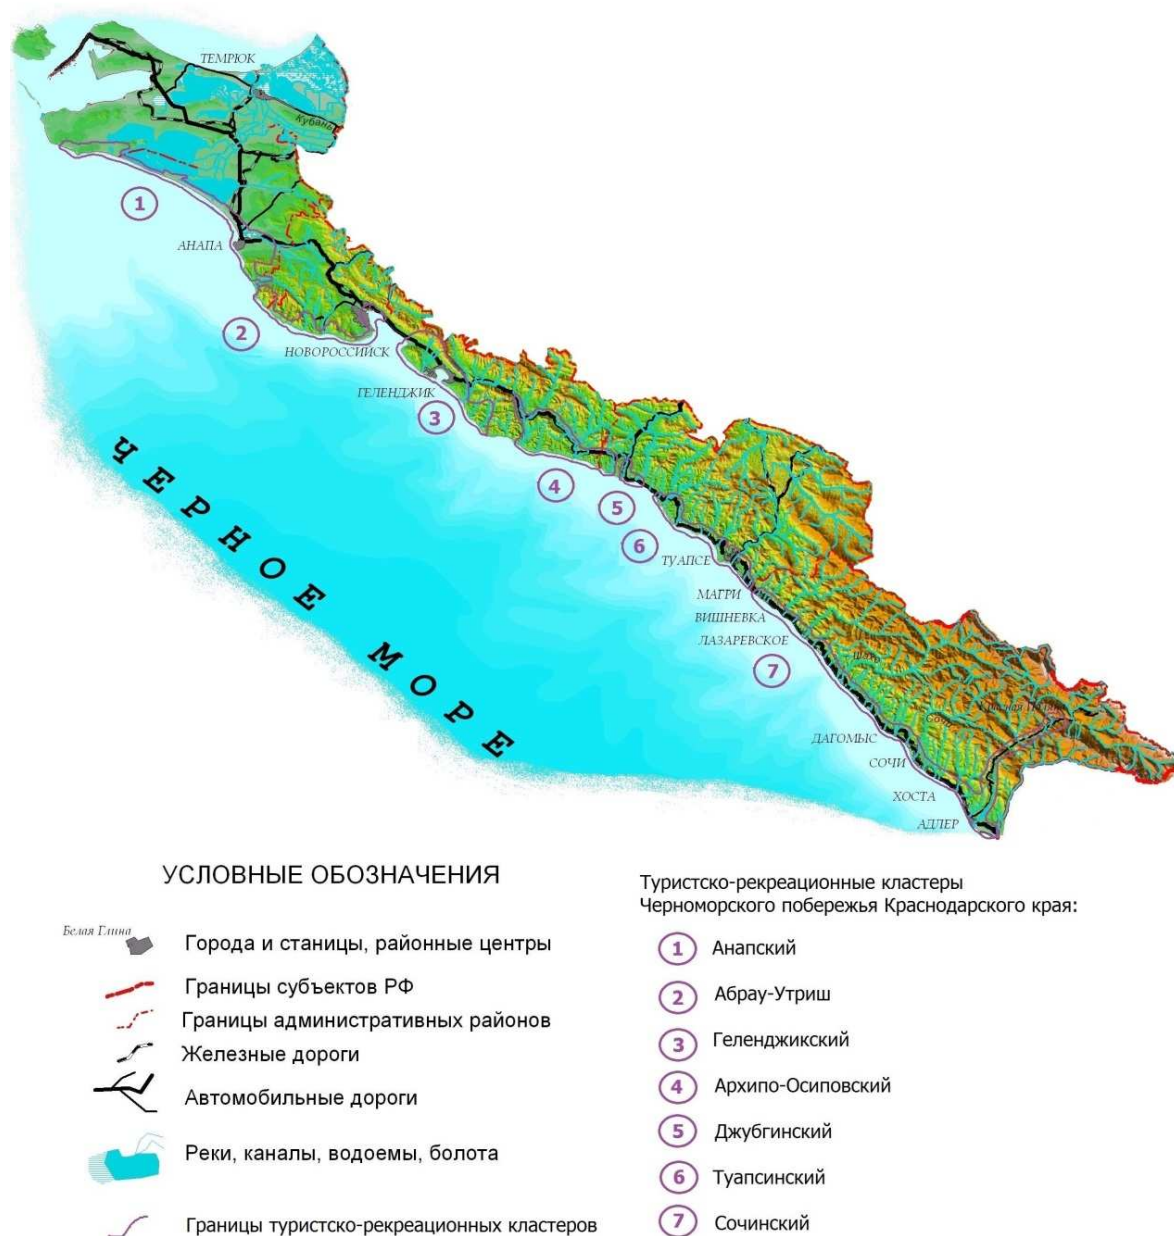 ТЕМРЮК
Кубань
1
АНАПА
2
НОВОРОССИЙСК
ГЕЛЕНДЖИК
3
4
5
6
ТУАПСЕ
МАГРИ
ВИШНЕВКА
ЛАЗАРЕВСКОЕ
7
ДАГОМЫС
СОЧИ
ХОСТА
АДЛЕР
ЧЕРНОЕ МОРЕ
УСЛОВНЫЕ ОБОЗНАЧЕНИЯ
Белая Глина
Города и станицы, районные центры
Границы субъектов РФ
Границы административных районов
Железные дороги
Автомобильные дороги
Реки, каналы, водоемы, болота
Границы туристско-рекреационных кластеров
Туристско-рекреационные кластеры
Черноморского побережья Краснодарского края:
1 Анапский
2 Абрау-Утриш
3 Геленджикский
4 Архипо-Осиповский
5 Джубгинский
6 Туапсинский
7 Сочинский